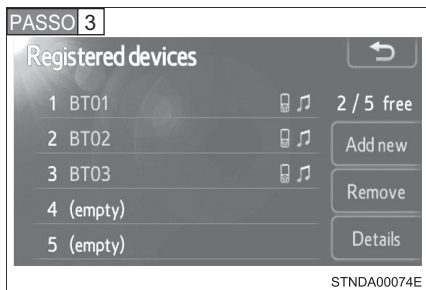 PASSO 3
Registered devices
1 BT01
2 / 5 free
2 BT02
Add new
3 BT03
Remove
4 (empty)
5 (empty)
Details
STNDA00074E